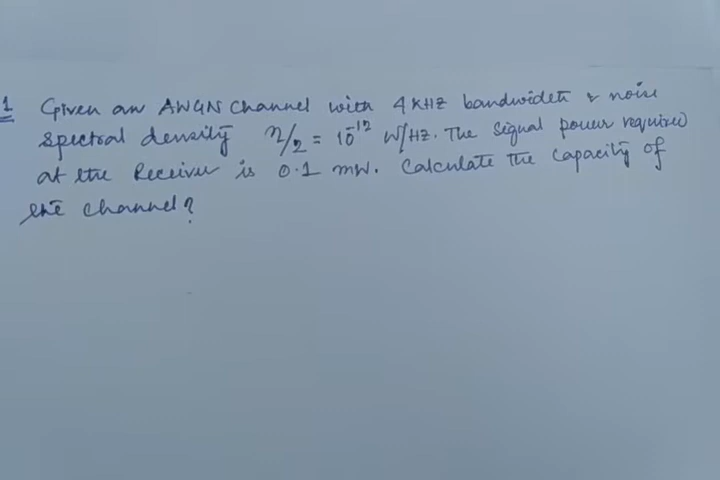 1 Given an AWGN channel with 4 KHZ bandwidth & noise
spectral density η/2 = 10^-12 W/HZ. The signal power required
at the Receiver is 0.1 mW. Calculate the capacity of
the channel?